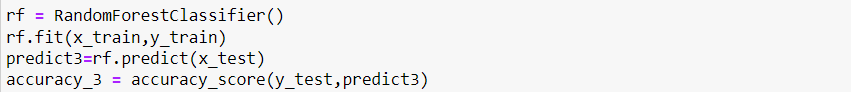 rf = RandomForestClassifier()
rf.fit(x_train,y_train)
predict3=rf.predict(x_test)
accuracy_3 = accuracy_score(y_test,predict3)